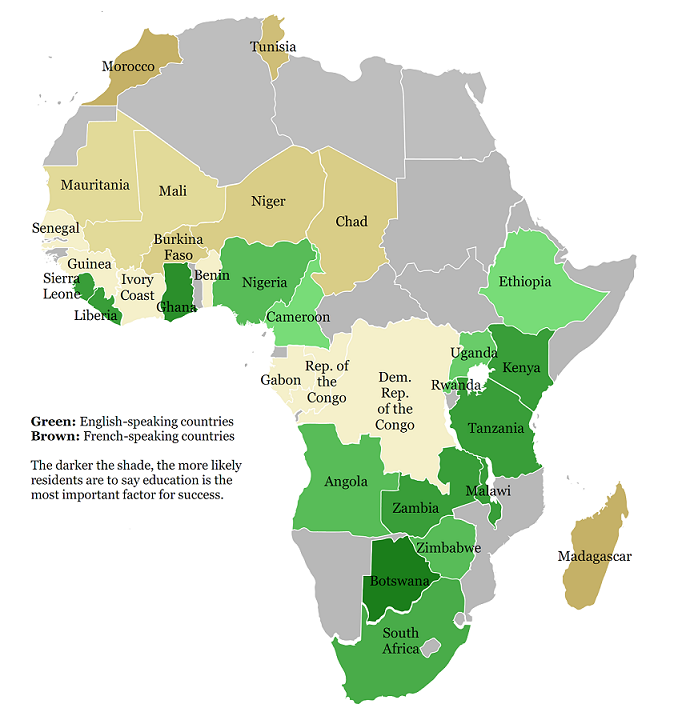 Tunisia
Morocco
Mauritania
Mali
Niger
Chad
Senegal
Burkina
Faso
Guinea
Benin
Sierra
Leone
Ivory
Coast
Nigeria
Ethiopia
Ghana
Liberia
Cameroon
Uganda
Kenya
Rep. of
the
Congo
Gabon
Dem.
Rep.
of the
Congo
Rwanda
Tanzania
Green: English-speaking countries
Brown: French-speaking countries
The darker the shade, the more likely
residents are to say education is the
most important factor for success.
Angola
Malawi
Zambia
Zimbabwe
Madagascar
Botswana
South
Africa